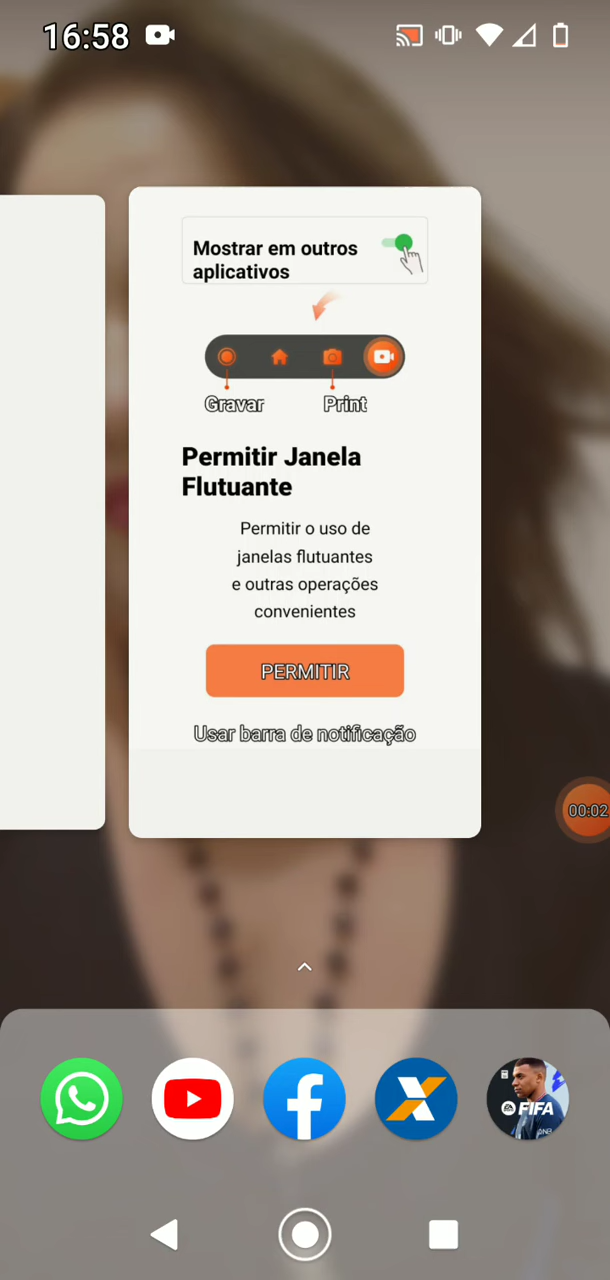 16:58
Mostrar em outros
aplicativos
Gravar Print
Permitir Janela
Flutuante
Permitir o uso de
janelas flutuantes
e outras operações
convenientes
PERMITIR
Usar barra de notificação
00:02
FIFA